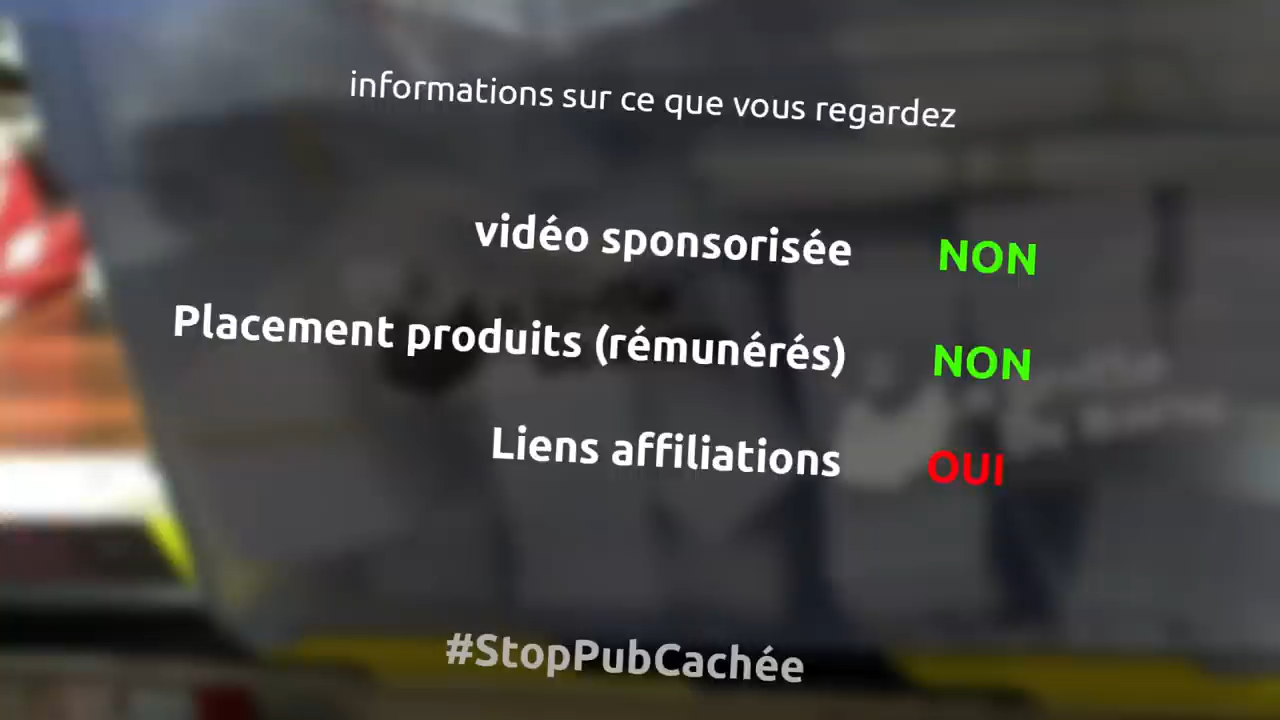 informations sur ce que vous regardez
vidéo sponsorisée NON
Placement produits (rémunérés) NON
Liens affiliations OUI
#StopPubCachée